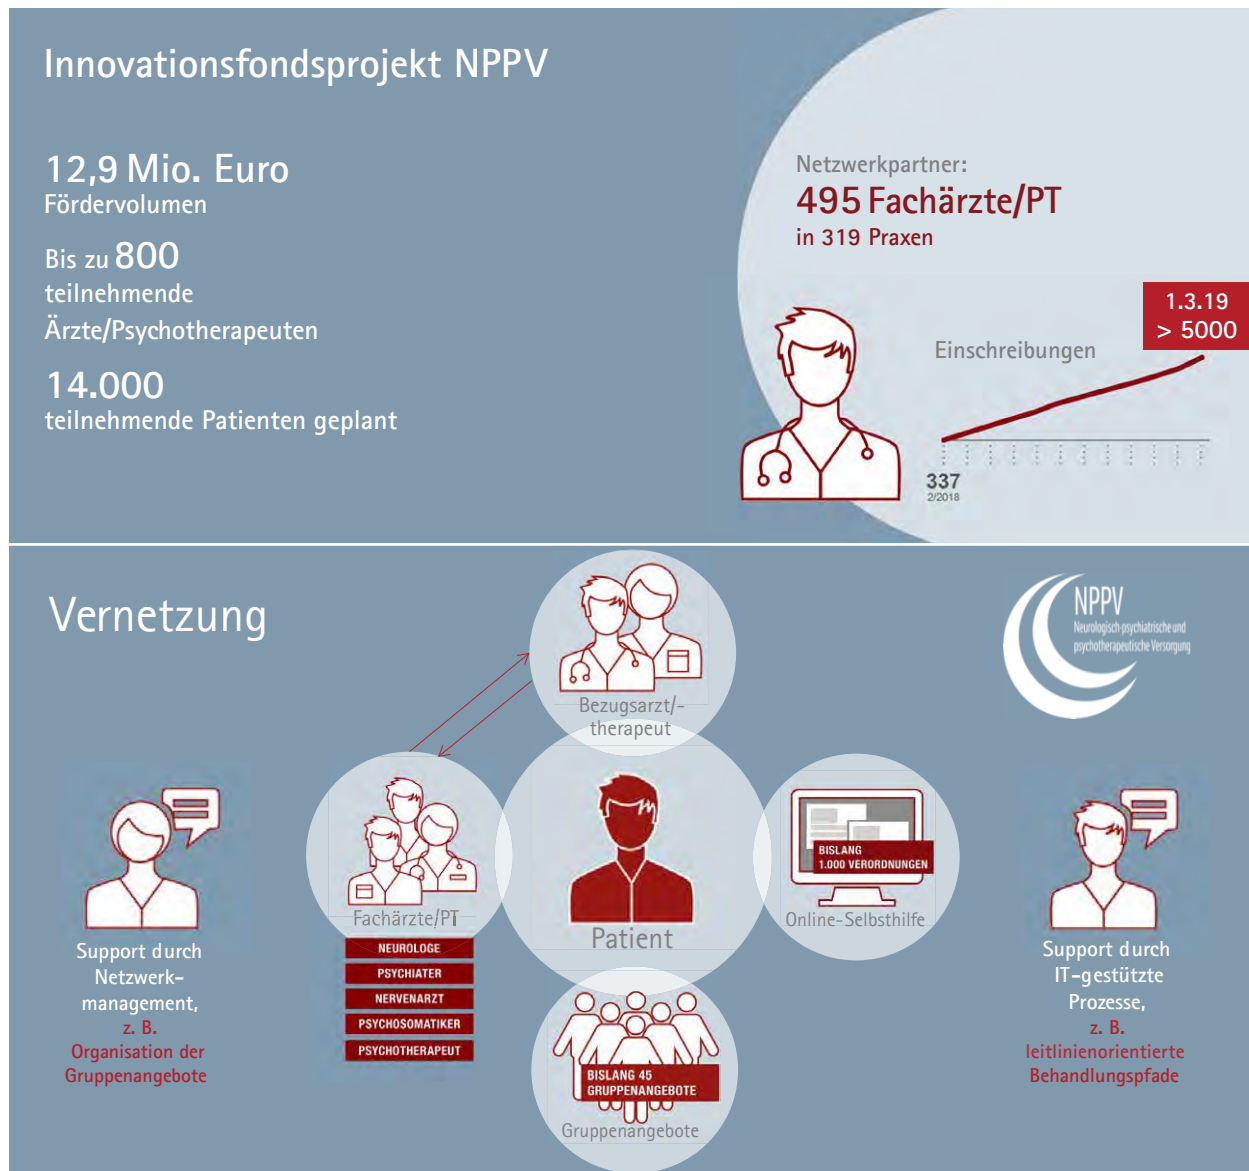 Innovationsfondsprojekt NPPV
12,9 Mio. Euro
Fördervolumen
Bis zu 800
teilnehmende
Ärzte/Psychotherapeuten
14.000
teilnehmende Patienten geplant
Netzwerkpartner:
495 Fachärzte/PT
in 319 Praxen
1.3.19
> 5000
Einschreibungen
337
2/2018
Vernetzung
NPPV
Neurologisch-psychiatrische und
psychotherapeutische Versorgung
Bezugsarzt/-
therapeut
Fachärzte/PT
NEUROLOGE
PSYCHIATER
NERVENARZT
PSYCHOSOMATIKER
PSYCHOTHERAPEUT
Patient
BISLANG
1.000 VERORDNUNGEN
Online-Selbsthilfe
BISLANG 45
GRUPPENANGEBOTE
Gruppenangebote
Support durch
Netzwerk-
management,
z. B.
Organisation der
Gruppenangebote
Support durch
IT-gestützte
Prozesse,
z. B.
leitlinienorientierte
Behandlungspfade